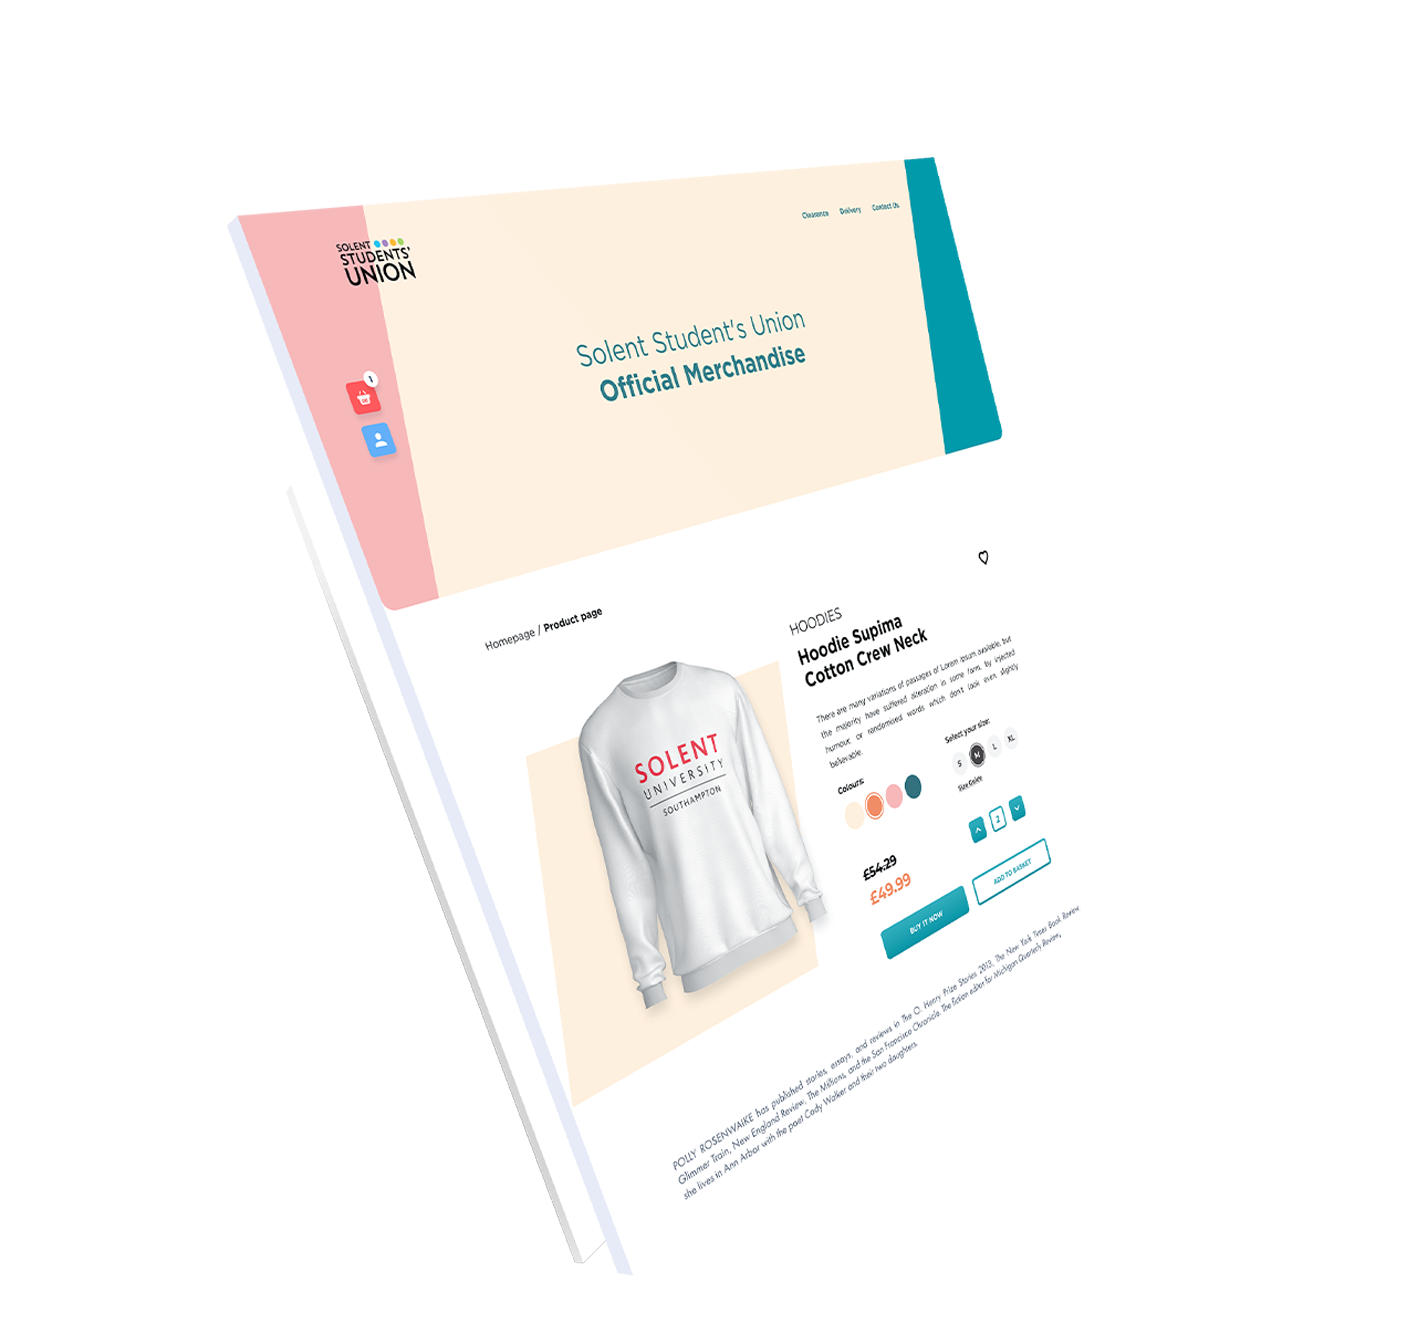 SOLENT
STUDENTS'
UNION
Clearance Delivery Contact Us
Solent Student's Union
Official Merchandise
1
Homepage / Product page
SOLENT
UNIVERSITY
SOUTHAMPTON
HOODIES
Hoodie Supima
Cotton Crew Neck
There are many variations of passages of Lorem Ipsum available, but
the majority have suffered alteration in some form, by injected
humour, or randomised words which don't look even slightly
believable.
Colours:
Select your size:
S M L XL
Size Guide
2
£54.29
£49.99
BUY IT NOW
ADD TO BASKET
POLLY ROSENWAIKE has published stories, essays, and reviews in The O. Henry Prize Stories 2013, The New York Times Book Review
Glimmer Train, New England Review, The Millions, and the San Francisco Chronicle. The fiction editor for Michigan Quarterly Review,
she lives in Ann Arbor with the poet Cody Walker and their two daughters.